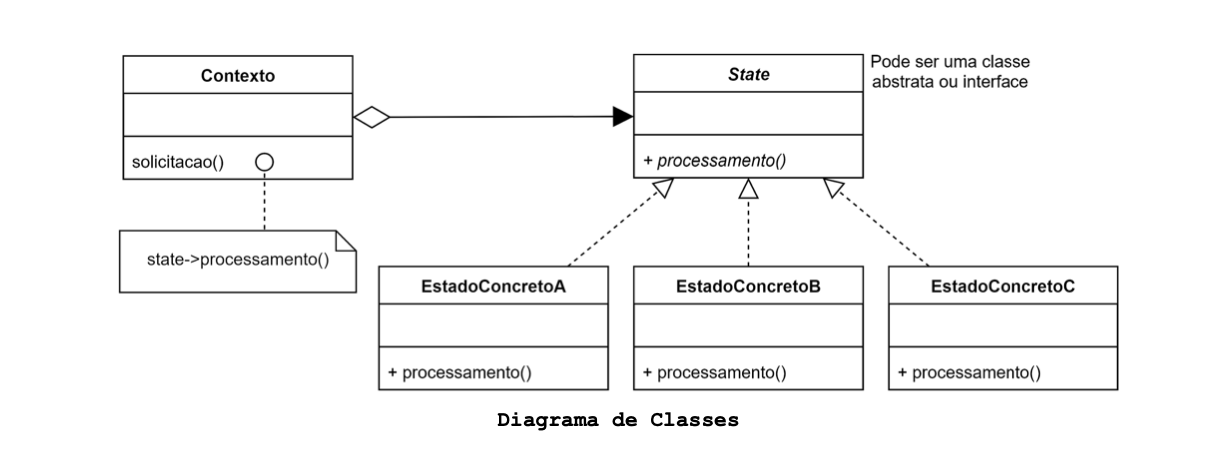 Contexto
solicitacao()
state->processamento()
State
+ processamento()
Pode ser uma classe
abstrata ou interface
EstadoConcretoA
+ processamento()
EstadoConcretoB
+ processamento()
EstadoConcretoC
+ processamento()
Diagrama de Classes